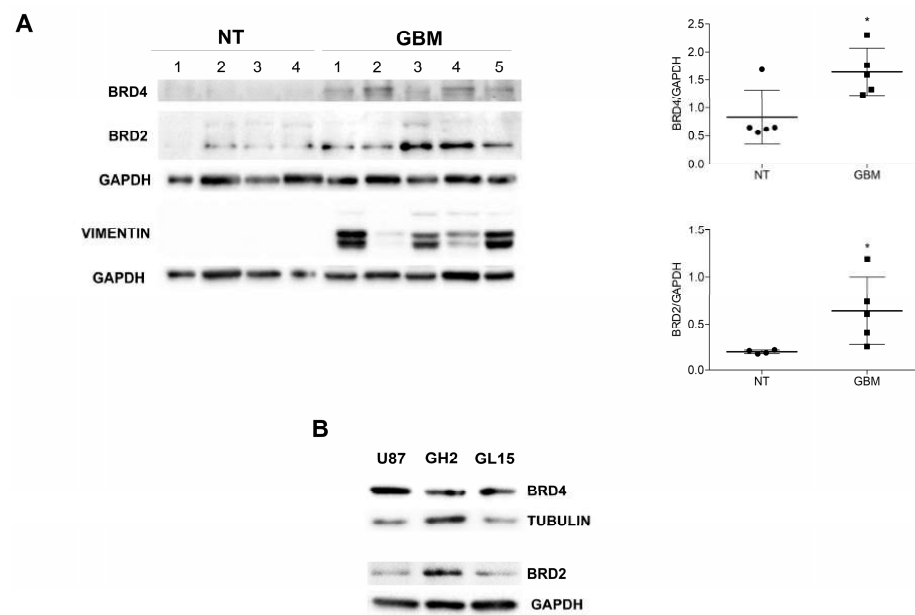 A
NT GBM
1 2 3 4 1 2 3 4 5
BRD4
BRD2
GAPDH
VIMENTIN
GAPDH
BRD4/GAPDH
2.5
2.0
1.5
1.0
0.5
0.0
*
NT GBM
BRD2/GAPDH
1.5
1.0
0.5
0.0
*
NT GBM
B
U87 GH2 GL15
BRD4
TUBULIN
BRD2
GAPDH